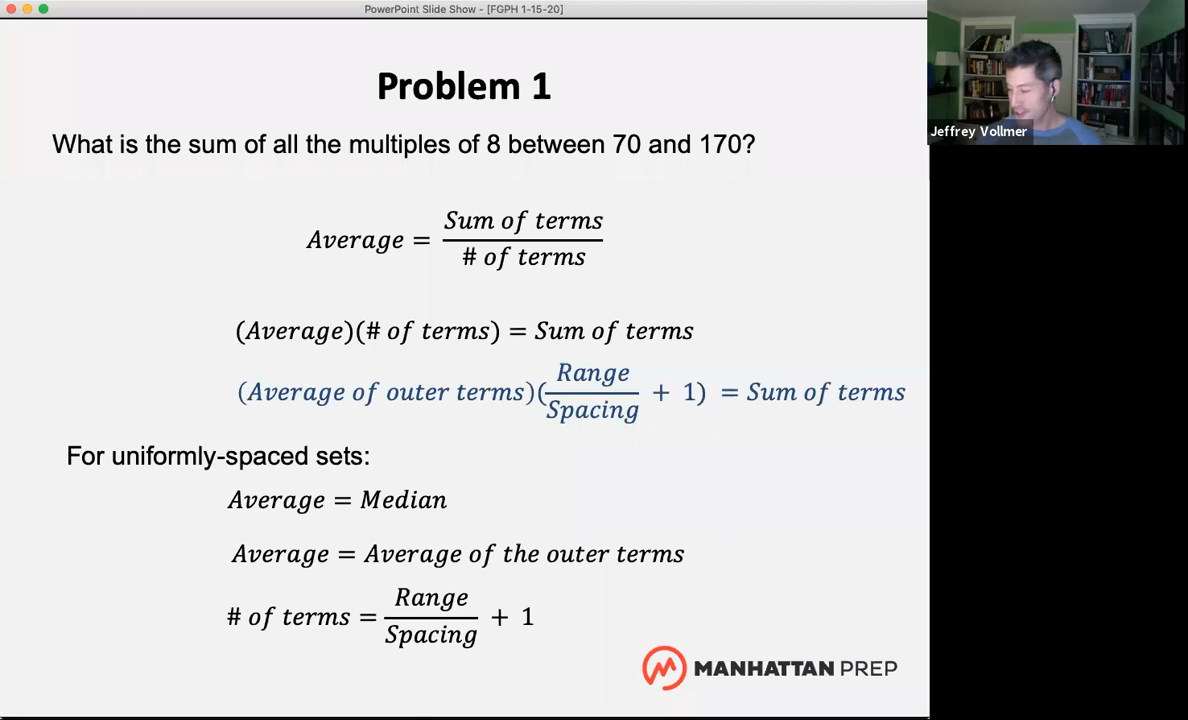 PowerPoint Slide Show - [FGPH 1-15-20]
Problem 1
What is the sum of all the multiples of 8 between 70 and 170?
Average = Sum of terms / # of terms
(Average)(# of terms) = Sum of terms
(Average of outer terms)(Range / Spacing + 1) = Sum of terms
For uniformly-spaced sets:
Average = Median
Average = Average of the outer terms
# of terms = Range / Spacing + 1
MANHATTAN PREP
Jeffrey Vollmer